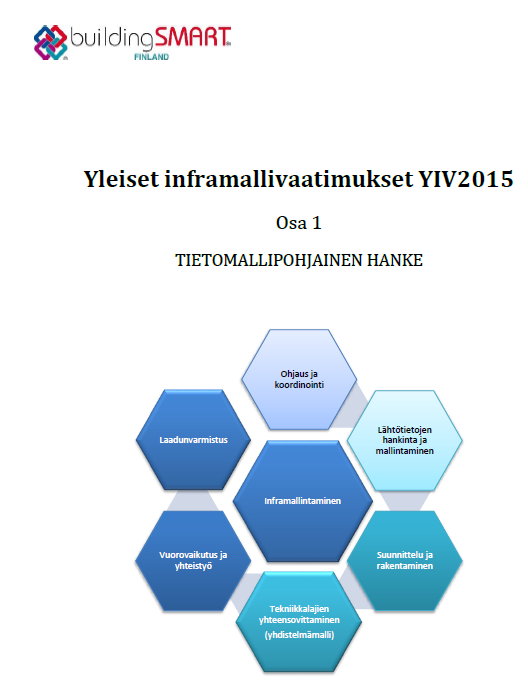 buildingSMART
FINLAND
Yleiset inframallivaatimukset YIV2015
Osa 1
TIETOMALLIPOHJAINEN HANKE
Ohjaus ja
koordinointi
Lähtötietojen
hankinta ja
mallintaminen
Laadunvarmistus
Inframallintaminen
Vuorovaikutus ja
yhteistyö
Suunnittelu ja
rakentaminen
Tekniikkalajien
yhteensovittaminen
(yhdistelmämalli)